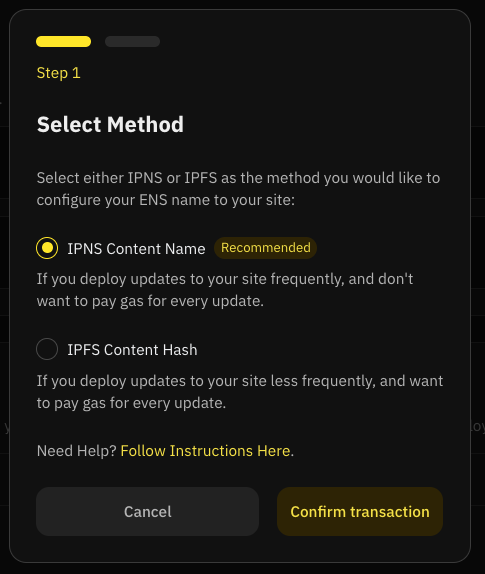 Step 1
Select Method
Select either IPNS or IPFS as the method you would like to
configure your ENS name to your site:
IPNS Content Name Recommended
If you deploy updates to your site frequently, and don't
want to pay gas for every update.
IPFS Content Hash
If you deploy updates to your site less frequently, and want
to pay gas for every update.
Need Help? Follow Instructions Here.
Cancel Confirm transaction